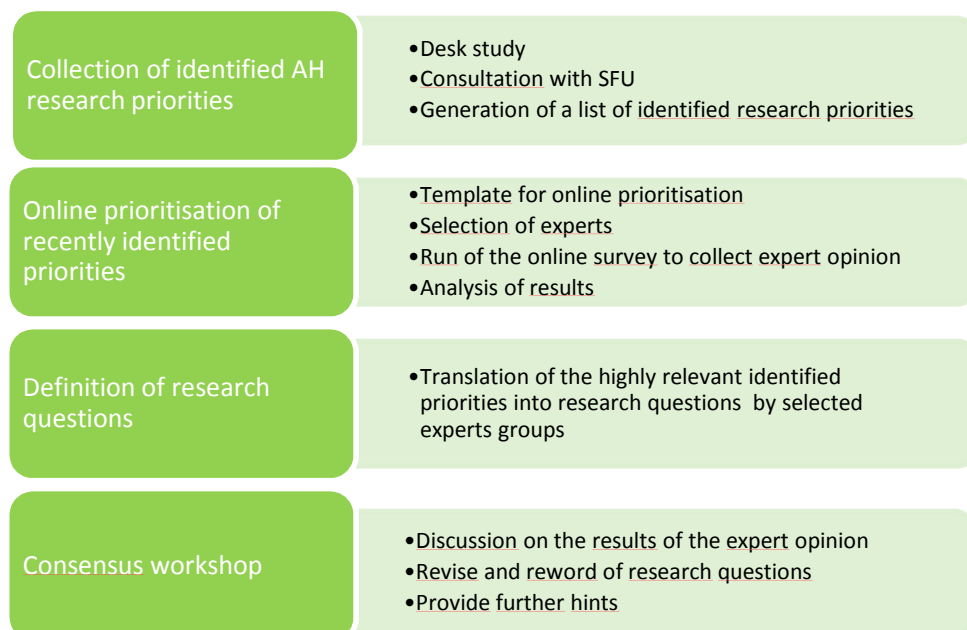 Collection of identified AH
research priorities
•Desk study
•Consultation with SFU
•Generation of a list of identified research priorities
Online prioritisation of
recently identified
priorities
•Template for online prioritisation
•Selection of experts
•Run of the online survey to collect expert opinion
•Analysis of results
Definition of research
questions
•Translation of the highly relevant identified
priorities into research questions by selected
experts groups
Consensus workshop
•Discussion on the results of the expert opinion
•Revise and reword of research questions
•Provide further hints